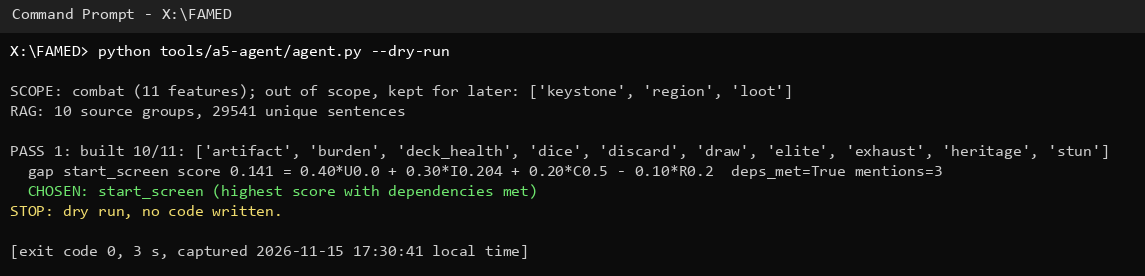 Command Prompt - X:\FAMED
X:\FAMED> python tools/a5-agent/agent.py --dry-run
SCOPE: combat (11 features); out of scope, kept for later: ['keystone', 'region', 'loot']
RAG: 10 source groups, 29541 unique sentences
PASS 1: built 10/11: ['artifact', 'burden', 'deck_health', 'dice', 'discard', 'draw', 'elite', 'exhaust', 'heritage', 'stun']
  gap start_screen score 0.141 = 0.40*U0.0 + 0.30*I0.204 + 0.20*C0.5 - 0.10*R0.2  deps_met=True mentions=3
  CHOSEN: start_screen (highest score with dependencies met)
STOP: dry run, no code written.
[exit code 0, 3 s, captured 2026-11-15 17:30:41 local time]